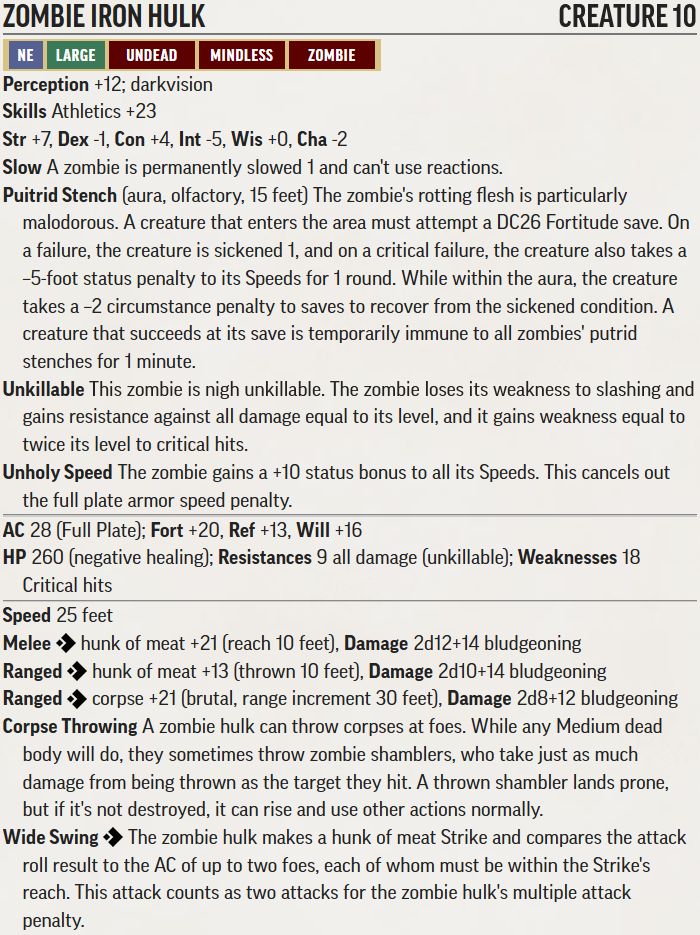 ZOMBIE IRON HULK CREATURE 10
NE LARGE UNDEAD MINDLESS ZOMBIE
Perception +12; darkvision
Skills Athletics +23
Str +7, Dex -1, Con +4, Int -5, Wis +0, Cha -2
Slow A zombie is permanently slowed 1 and can't use reactions.
Puitrid Stench (aura, olfactory, 15 feet) The zombie's rotting flesh is particularly
malodorous. A creature that enters the area must attempt a DC26 Fortitude save. On
a failure, the creature is sickened 1, and on a critical failure, the creature also takes a
–5-foot status penalty to its Speeds for 1 round. While within the aura, the creature
takes a –2 circumstance penalty to saves to recover from the sickened condition. A
creature that succeeds at its save is temporarily immune to all zombies' putrid
stenches for 1 minute.
Unkillable This zombie is nigh unkillable. The zombie loses its weakness to slashing and
gains resistance against all damage equal to its level, and it gains weakness equal to
twice its level to critical hits.
Unholy Speed The zombie gains a +10 status bonus to all its Speeds. This cancels out
the full plate armor speed penalty.
AC 28 (Full Plate); Fort +20, Ref +13, Will +16
HP 260 (negative healing); Resistances 9 all damage (unkillable); Weaknesses 18
Critical hits
Speed 25 feet
Melee hunk of meat +21 (reach 10 feet), Damage 2d12+14 bludgeoning
Ranged hunk of meat +13 (thrown 10 feet), Damage 2d10+14 bludgeoning
Ranged corpse +21 (brutal, range increment 30 feet), Damage 2d8+12 bludgeoning
Corpse Throwing A zombie hulk can throw corpses at foes. While any Medium dead
body will do, they sometimes throw zombie shamblers, who take just as much
damage from being thrown as the target they hit. A thrown shambler lands prone,
but if it's not destroyed, it can rise and use other actions normally.
Wide Swing The zombie hulk makes a hunk of meat Strike and compares the attack
roll result to the AC of up to two foes, each of whom must be within the Strike's
reach. This attack counts as two attacks for the zombie hulk's multiple attack
penalty.